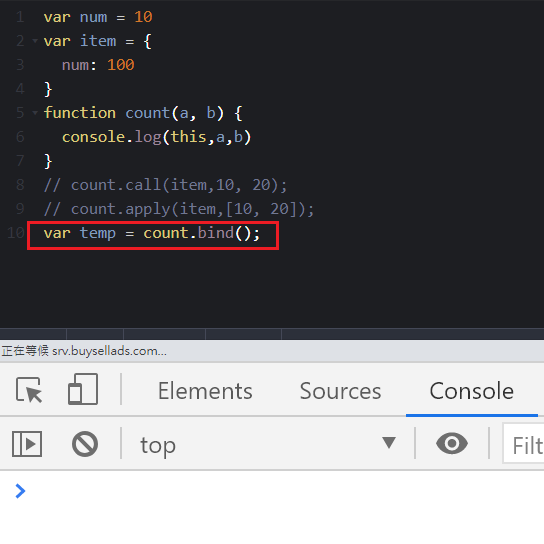 1 var num = 10
2 var item = {
3 num: 100
4 }
5 function count(a, b) {
6 console.log(this,a,b)
7 }
8 // count.call(item,10, 20);
9 // count.apply(item,[10, 20]);
10 var temp = count.bind();
正在等候 srv.buysellads.com...
Elements Sources Console
top Filt